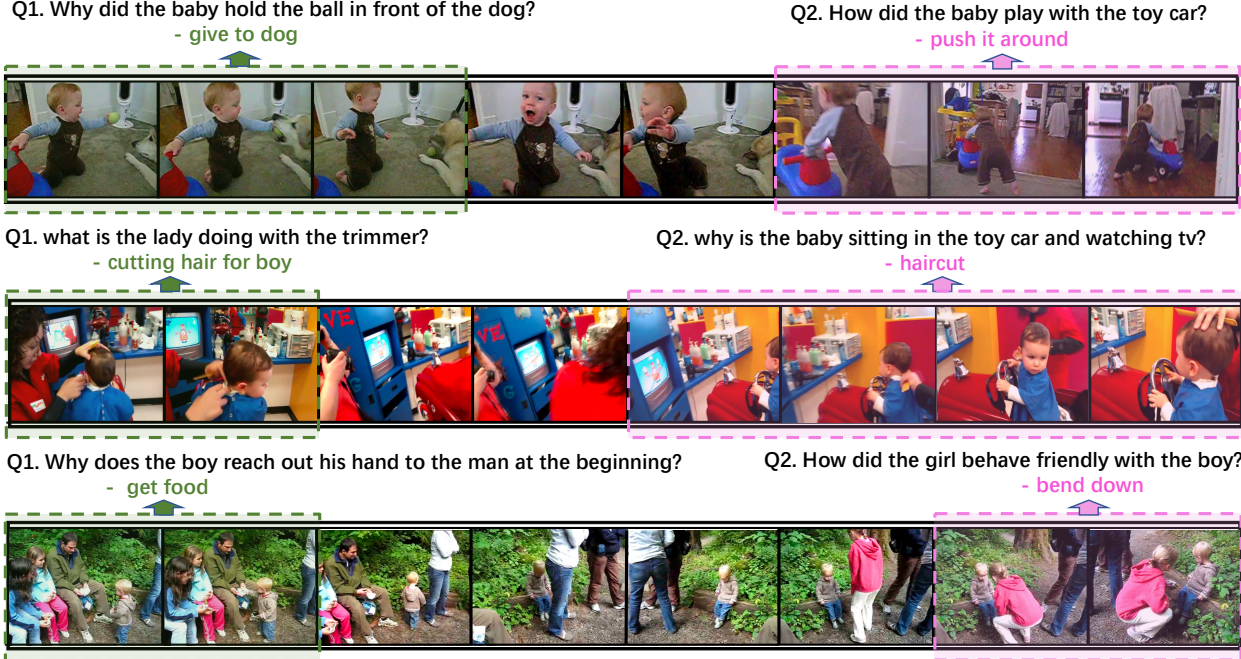 Q1. Why did the baby hold the ball in front of the dog?
- give to dog
Q2. How did the baby play with the toy car?
- push it around
Q1. what is the lady doing with the trimmer?
- cutting hair for boy
Q2. why is the baby sitting in the toy car and watching tv?
- haircut
VE
VE
G
Q1. Why does the boy reach out his hand to the man at the beginning?
- get food
Q2. How did the girl behave friendly with the boy?
- bend down